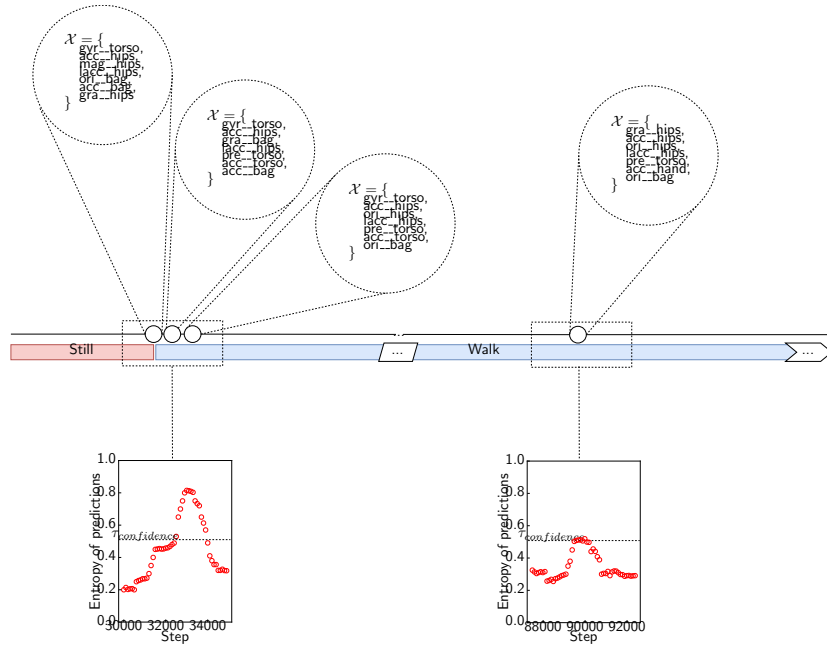 𝒳 = {
gyr_torso,
acc_hips,
mag_hips,
lacc_hips,
ori_bag,
acc_bag,
gra_hips
}
𝒳 = {
gyr_torso,
acc_hips,
gra_bag,
lacc_hips,
pre_torso,
acc_torso,
acc_bag
}
𝒳 = {
gyr_torso,
acc_hips,
ori_hips,
lacc_hips,
pre_torso,
acc_torso,
ori_bag
}
𝒳 = {
gra_hips,
acc_hips,
ori_hips,
lacc_hips,
pre_torso,
acc_hand,
ori_bag
}
...
Still
...
Walk
...
Entropy of predictions
1.0
0.8
0.6
τconfidence
0.4
0.2
0.0
30000 32000 34000
Step
Entropy of predictions
1.0
0.8
0.6
τconfidence
0.4
0.2
0.0
88000 90000 92000
Step